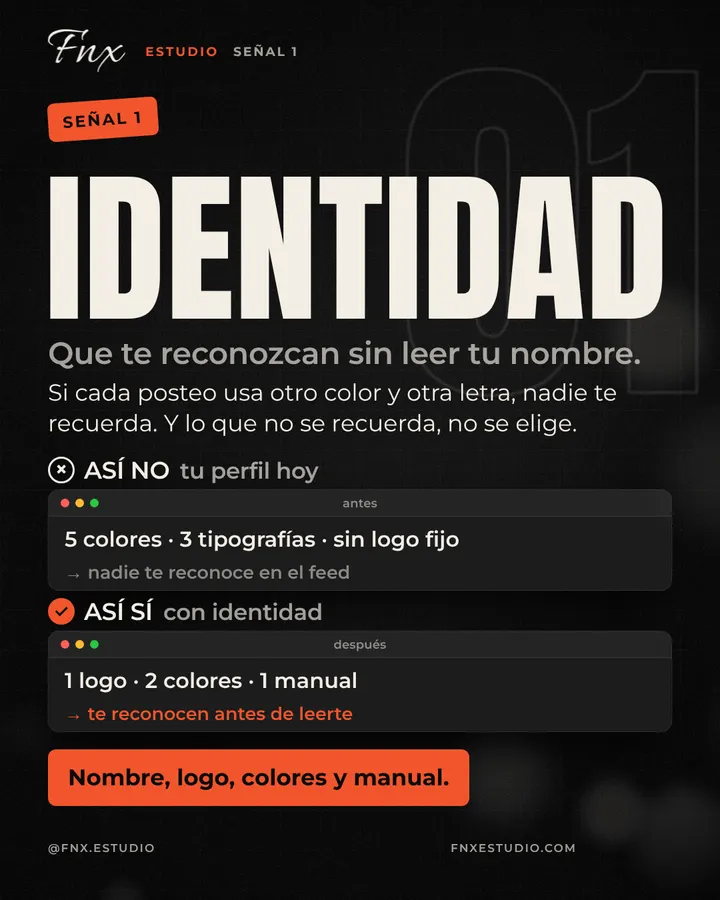 Fnx ESTUDIO SEÑAL 1
01
SEÑAL 1
IDENTIDAD
Que te reconozcan sin leer tu nombre.
Si cada posteo usa otro color y otra letra, nadie te
recuerda. Y lo que no se recuerda, no se elige.
ASÍ NO tu perfil hoy
antes
5 colores · 3 tipografías · sin logo fijo
→ nadie te reconoce en el feed
ASÍ SÍ con identidad
después
1 logo · 2 colores · 1 manual
→ te reconocen antes de leerte
Nombre, logo, colores y manual.
@FNX.ESTUDIO FNXESTUDIO.COM